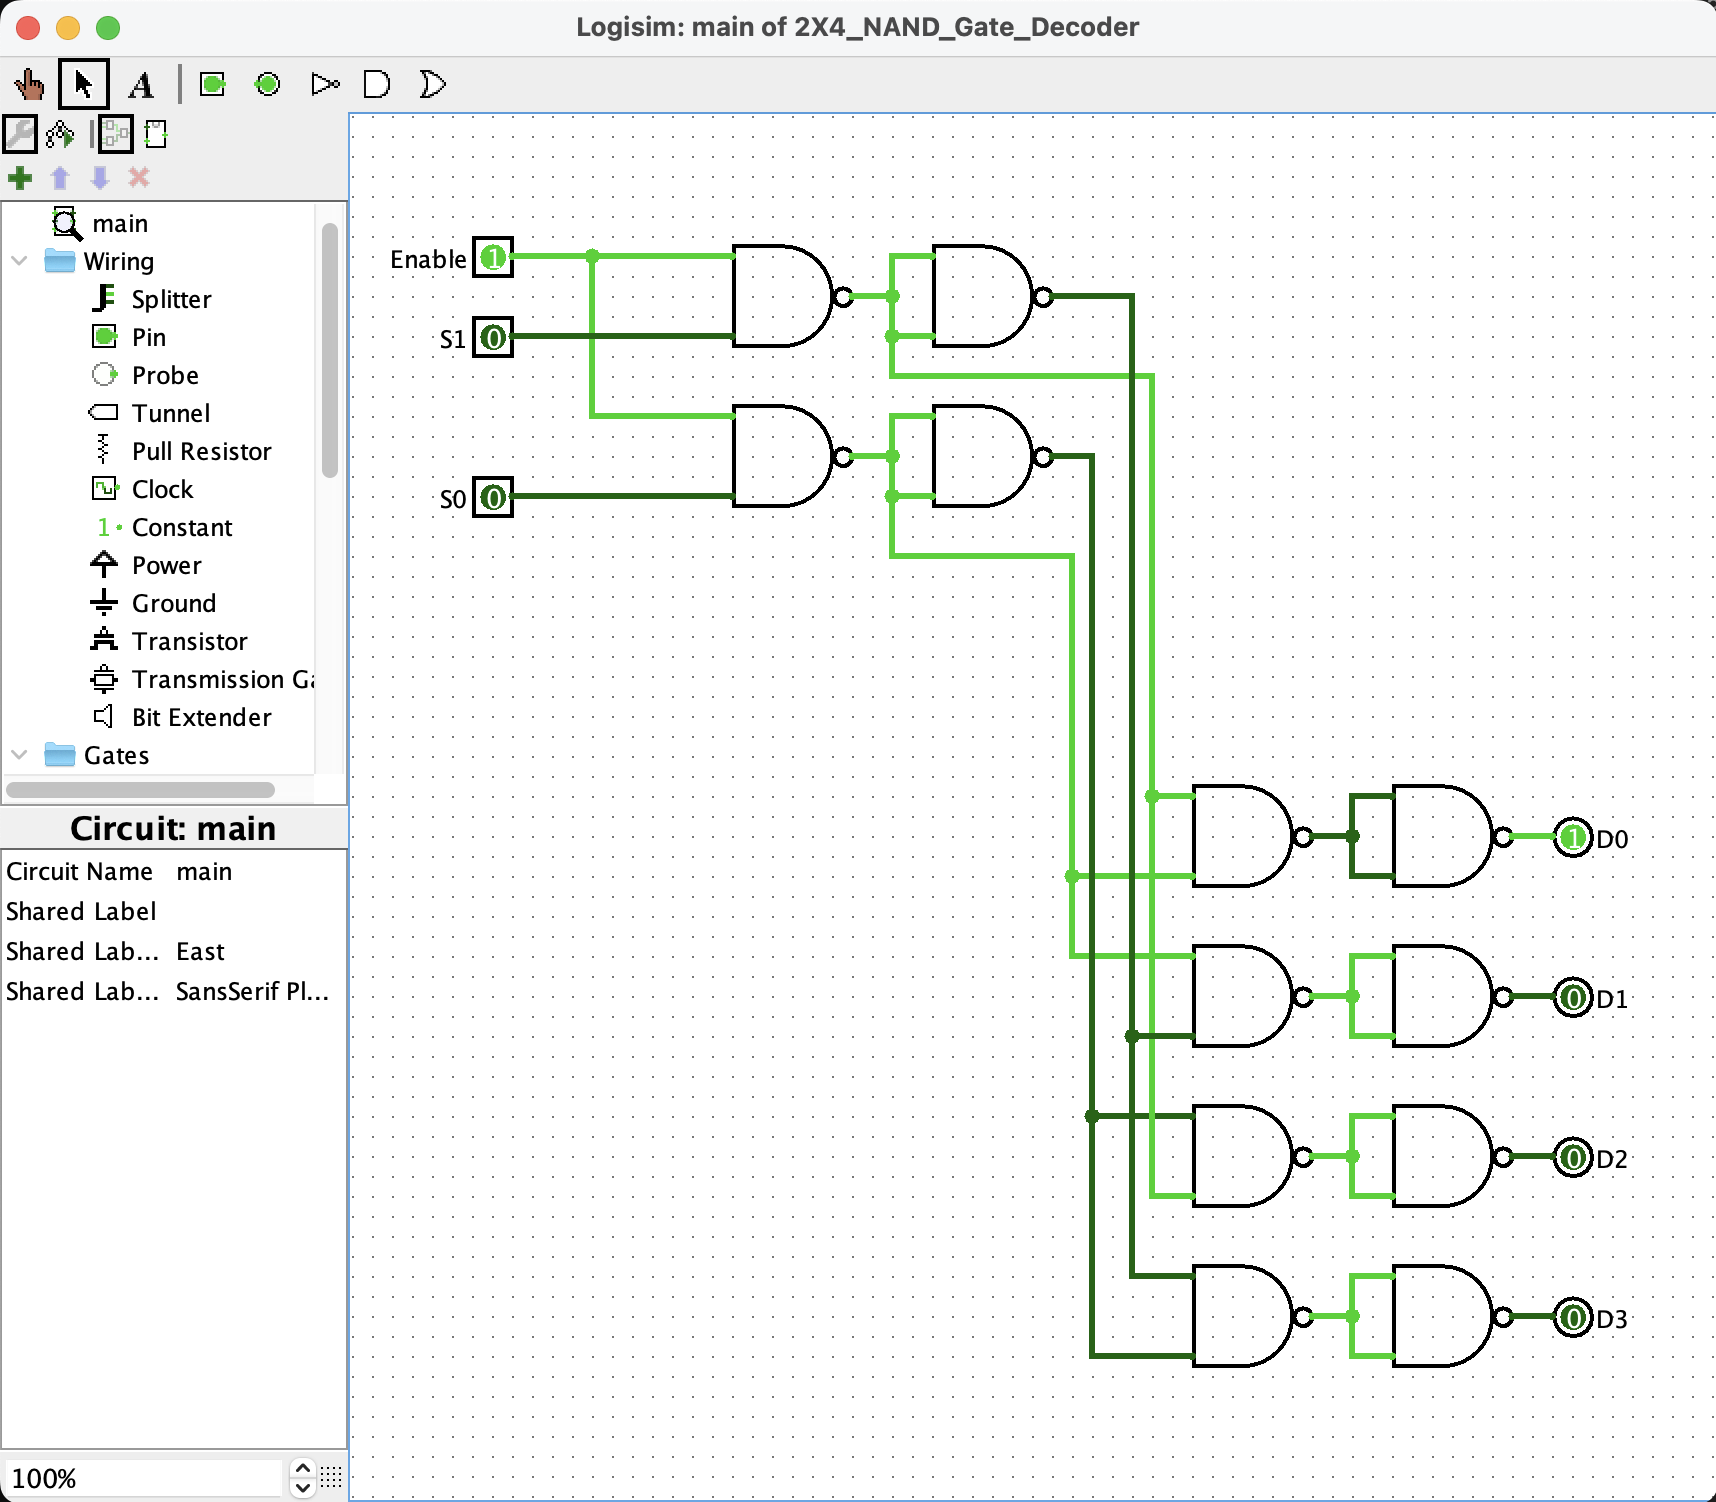 Logisim: main of 2X4_NAND_Gate_Decoder
A
main
Wiring
Splitter
Pin
Probe
Tunnel
Pull Resistor
Clock
1 Constant
Power
Ground
Transistor
Transmission Ga
Bit Extender
Gates
Circuit: main
Circuit Name main
Shared Label
Shared Lab... East
Shared Lab... SansSerif Pl...
100%
Enable 1
S1 0
S0 0
1 D0
0 D1
0 D2
0 D3